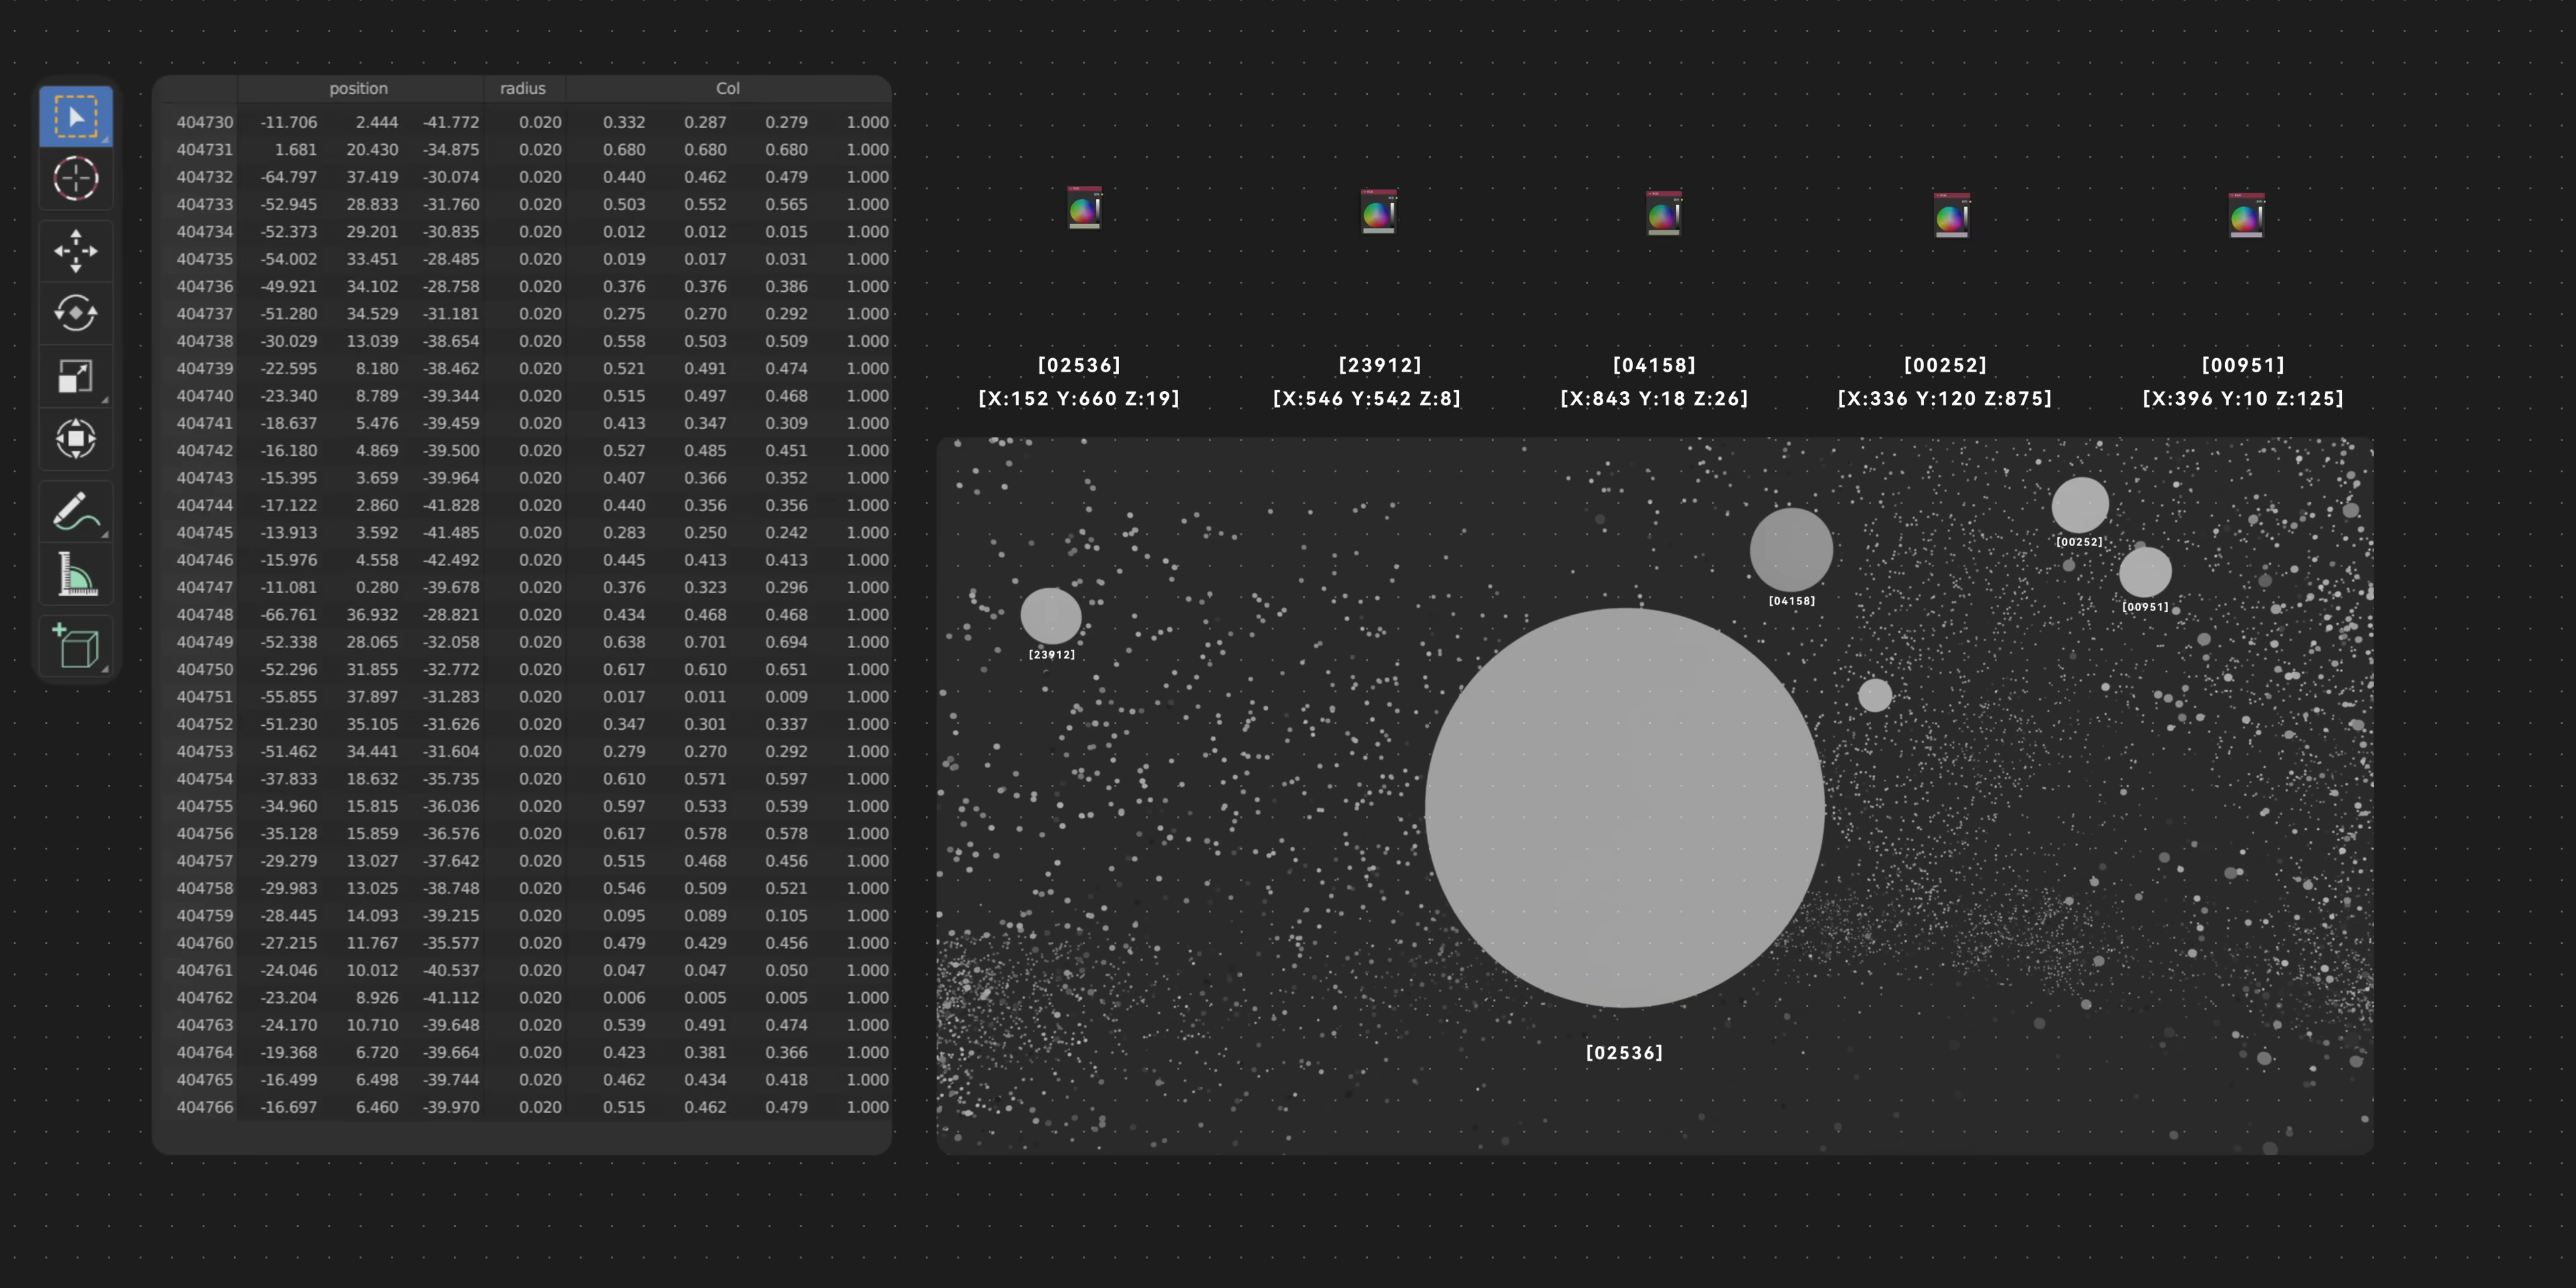 position radius Col
404730 -11.706 2.444 -41.772 0.020 0.332 0.287 0.279 1.000
404731 1.681 20.430 -34.875 0.020 0.680 0.680 0.680 1.000
404732 -64.797 37.419 -30.074 0.020 0.440 0.462 0.479 1.000
404733 -52.945 28.833 -31.760 0.020 0.503 0.552 0.565 1.000
404734 -52.373 29.201 -30.835 0.020 0.012 0.012 0.015 1.000
404735 -54.002 33.451 -28.485 0.020 0.019 0.017 0.031 1.000
404736 -49.921 34.102 -28.758 0.020 0.376 0.376 0.386 1.000
404737 -51.280 34.529 -31.181 0.020 0.275 0.270 0.292 1.000
404738 -30.029 13.039 -38.654 0.020 0.558 0.503 0.509 1.000
404739 -22.595 8.180 -38.462 0.020 0.521 0.491 0.474 1.000
404740 -23.340 8.789 -39.344 0.020 0.515 0.497 0.468 1.000
404741 -18.637 5.476 -39.459 0.020 0.413 0.347 0.309 1.000
404742 -16.180 4.869 -39.500 0.020 0.527 0.485 0.451 1.000
404743 -15.395 3.659 -39.964 0.020 0.407 0.366 0.352 1.000
404744 -17.122 2.860 -41.828 0.020 0.440 0.356 0.356 1.000
404745 -13.913 3.592 -41.485 0.020 0.283 0.250 0.242 1.000
404746 -15.976 4.558 -42.492 0.020 0.445 0.413 0.413 1.000
404747 -11.081 0.280 -39.678 0.020 0.376 0.323 0.296 1.000
404748 -66.761 36.932 -28.821 0.020 0.434 0.468 0.468 1.000
404749 -52.338 28.065 -32.058 0.020 0.638 0.701 0.694 1.000
404750 -52.296 31.855 -32.772 0.020 0.617 0.610 0.651 1.000
404751 -55.855 37.897 -31.283 0.020 0.017 0.011 0.009 1.000
404752 -51.230 35.105 -31.626 0.020 0.347 0.301 0.337 1.000
404753 -51.462 34.441 -31.604 0.020 0.279 0.270 0.292 1.000
404754 -37.833 18.632 -35.735 0.020 0.610 0.571 0.597 1.000
404755 -34.960 15.815 -36.036 0.020 0.597 0.533 0.539 1.000
404756 -35.128 15.859 -36.576 0.020 0.617 0.578 0.578 1.000
404757 -29.279 13.027 -37.642 0.020 0.515 0.468 0.456 1.000
404758 -29.983 13.025 -38.748 0.020 0.546 0.509 0.521 1.000
404759 -28.445 14.093 -39.215 0.020 0.095 0.089 0.105 1.000
404760 -27.215 11.767 -35.577 0.020 0.479 0.429 0.456 1.000
404761 -24.046 10.012 -40.537 0.020 0.047 0.047 0.050 1.000
404762 -23.204 8.926 -41.112 0.020 0.006 0.005 0.005 1.000
404763 -24.170 10.710 -39.648 0.020 0.539 0.491 0.474 1.000
404764 -19.368 6.720 -39.664 0.020 0.423 0.381 0.366 1.000
404765 -16.499 6.498 -39.744 0.020 0.462 0.434 0.418 1.000
404766 -16.697 6.460 -39.970 0.020 0.515 0.462 0.479 1.000
[02536] [23912] [04158] [00252] [00951]
[X:152 Y:660 Z:19] [X:546 Y:542 Z:8] [X:843 Y:18 Z:26] [X:336 Y:120 Z:875] [X:396 Y:10 Z:125]
[00252]
[04158]
[00951]
[23912]
[02536]